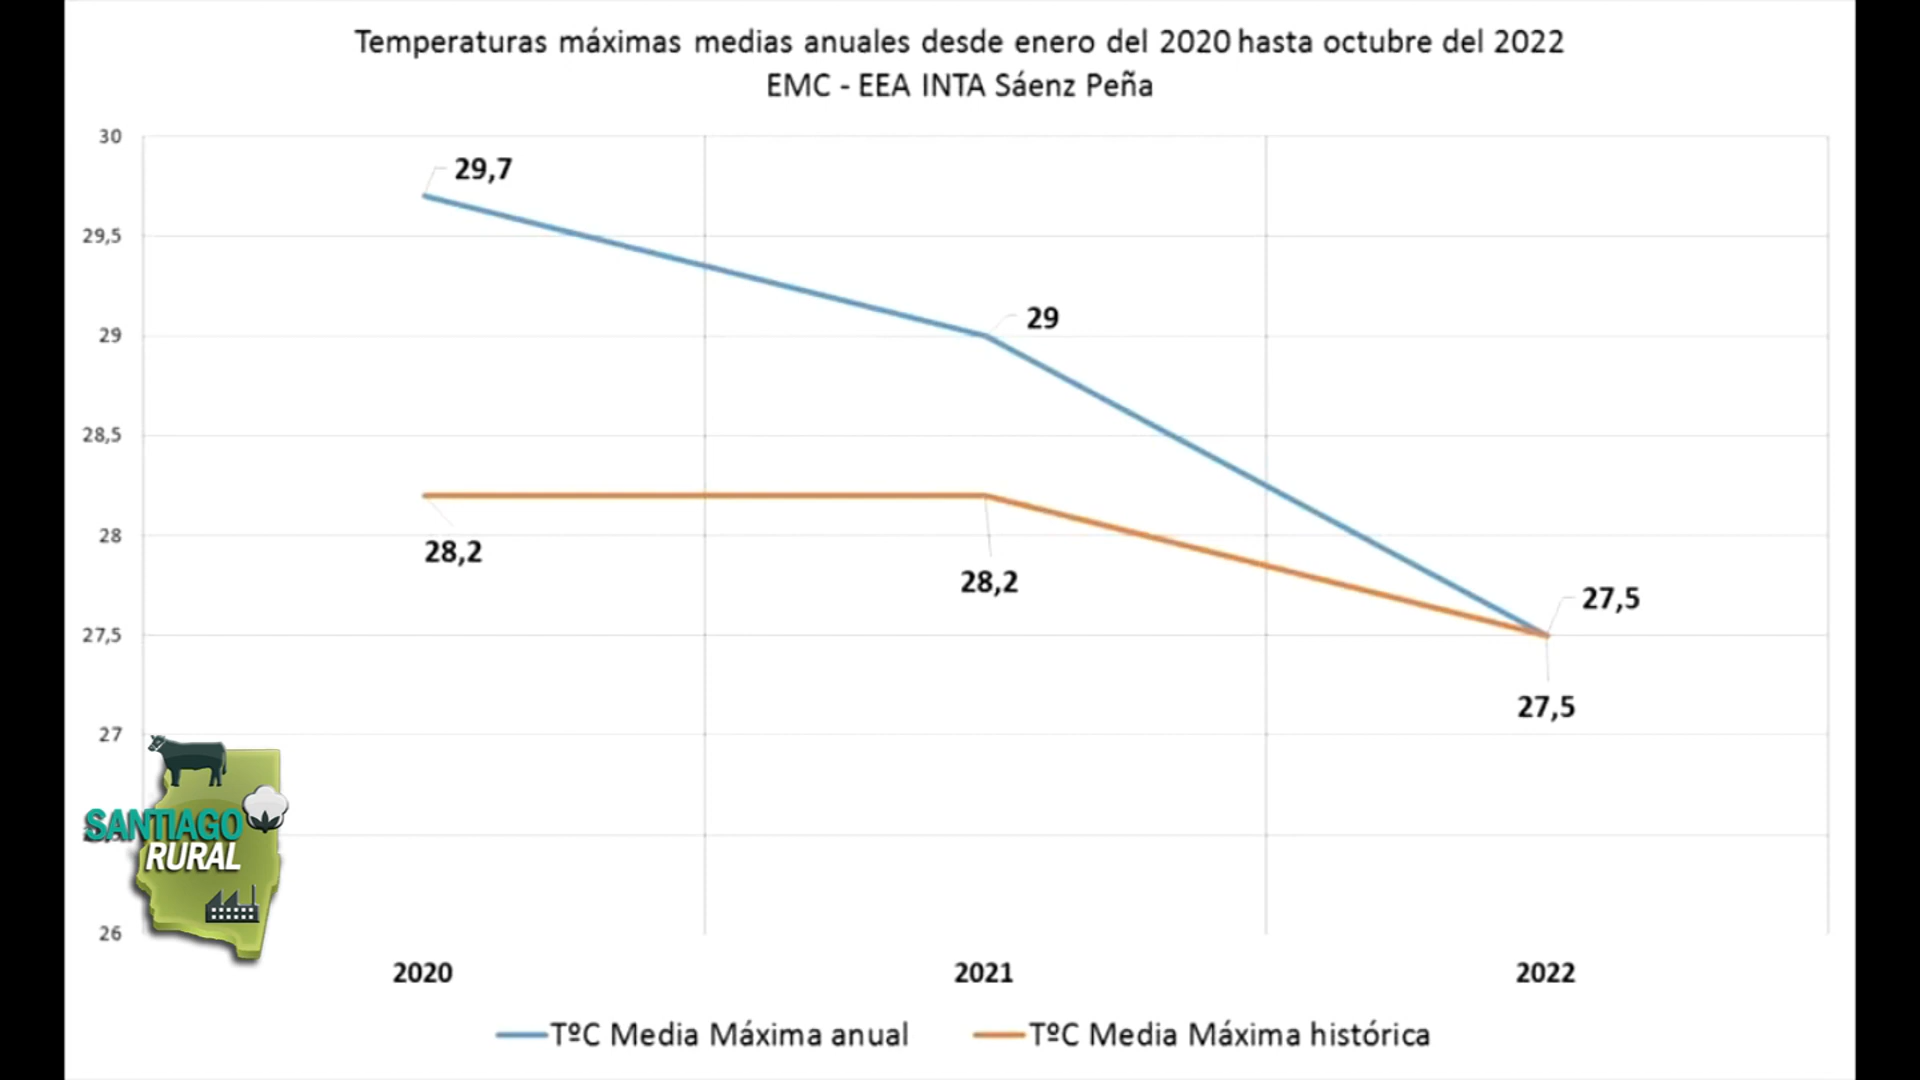 Temperaturas máximas medias anuales desde enero del 2020 hasta octubre del 2022
EMC - EEA INTA Sáenz Peña
30
29,5
29
28,5
28
27,5
27
26
29,7
29
28,2
28,2
27,5
27,5
SANTIAGO
RURAL
2020
2021
2022
TºC Media Máxima anual
TºC Media Máxima histórica